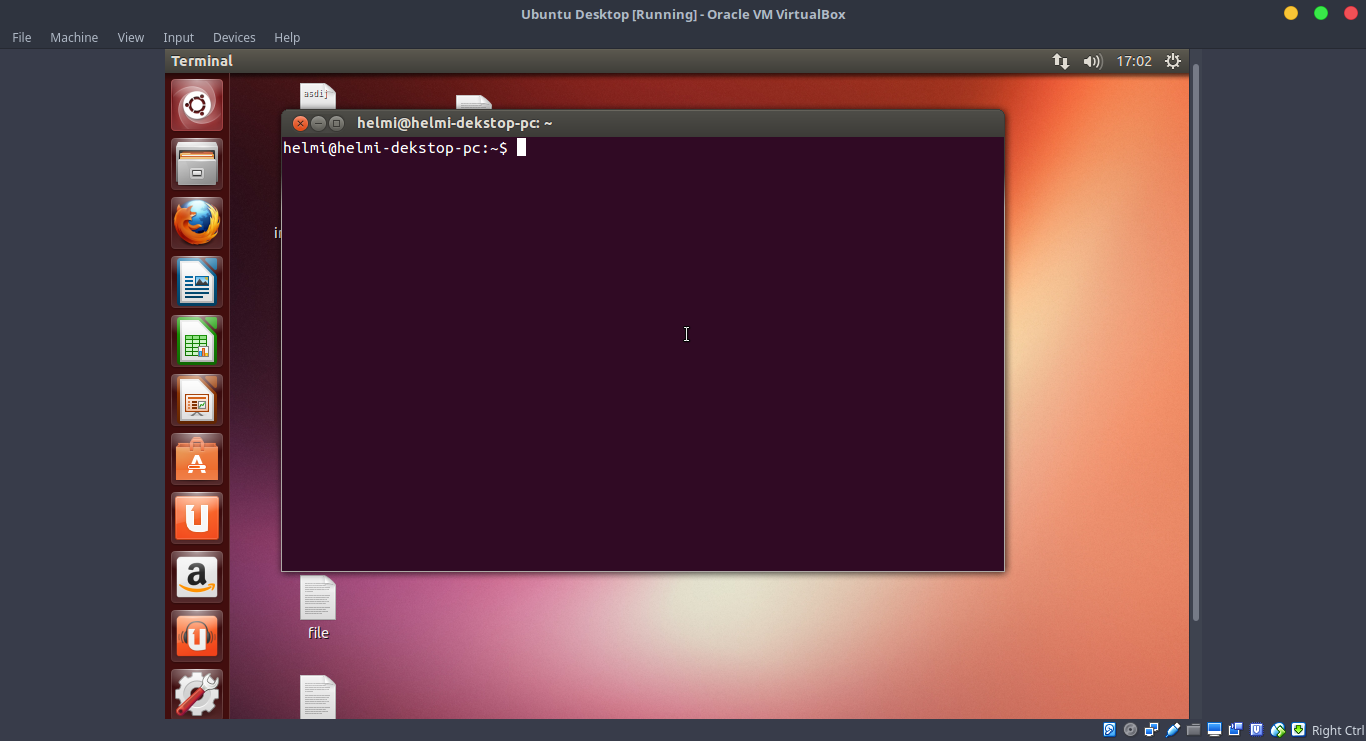 Ubuntu Desktop [Running] - Oracle VM VirtualBox
File Machine View Input Devices Help
Terminal 17:02
asdij
helmi@helmi-dekstop-pc: ~
helmi@helmi-dekstop-pc:~$
file
Right Ctrl